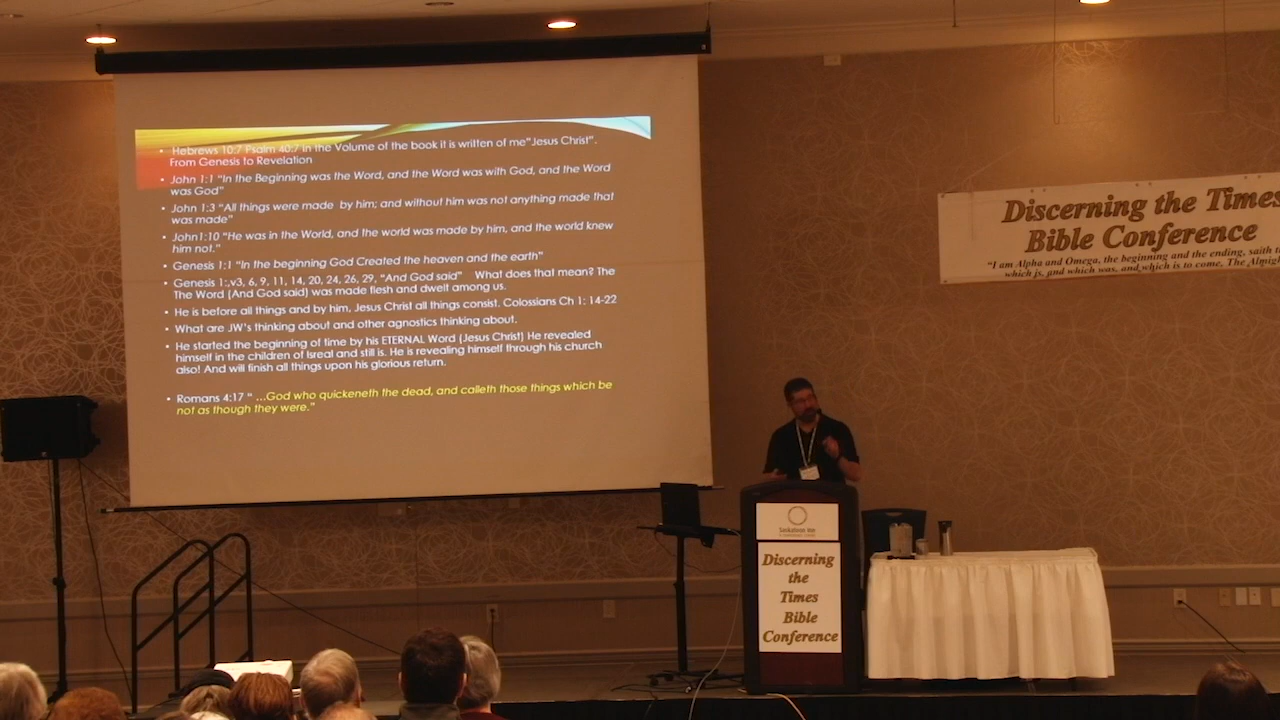 • Hebrews 10:7 Psalm 40:7 In the Volume of the book it is written of me"Jesus Christ".
From Genesis to Revelation
• John 1:1 "In the Beginning was the Word, and the Word was with God, and the Word
was God"
• John 1:3 "All things were made by him; and without him was not anything made that
was made"
• John1:10 "He was in the World, and the world was made by him, and the world knew
him not."
• Genesis 1:1 "In the beginning God Created the heaven and the earth"
• Genesis 1:,v3, 6, 9, 11, 14, 20, 24, 26, 29, "And God said" What does that mean? The
The Word (And God said) was made flesh and dwelt among us.
• He is before all things and by him, Jesus Christ all things consist. Colossians Ch 1: 14-22
• What are JW's thinking about and other agnostics thinking about.
• He started the beginning of time by his ETERNAL Word (Jesus Christ) He revealed
himself in the children of Isreal and still is. He is revealing himself through his church
also! And will finish all things upon his glorious return.
• Romans 4:17 " ...God who quickeneth the dead, and calleth those things which be
not as though they were."
Discerning the Times
Bible Conference
"I am Alpha and Omega, the beginning and the ending, saith t
which is, and which was, and which is to come, The Almigh
Saskatoon Inn
Discerning
the
Times
Bible
Conference